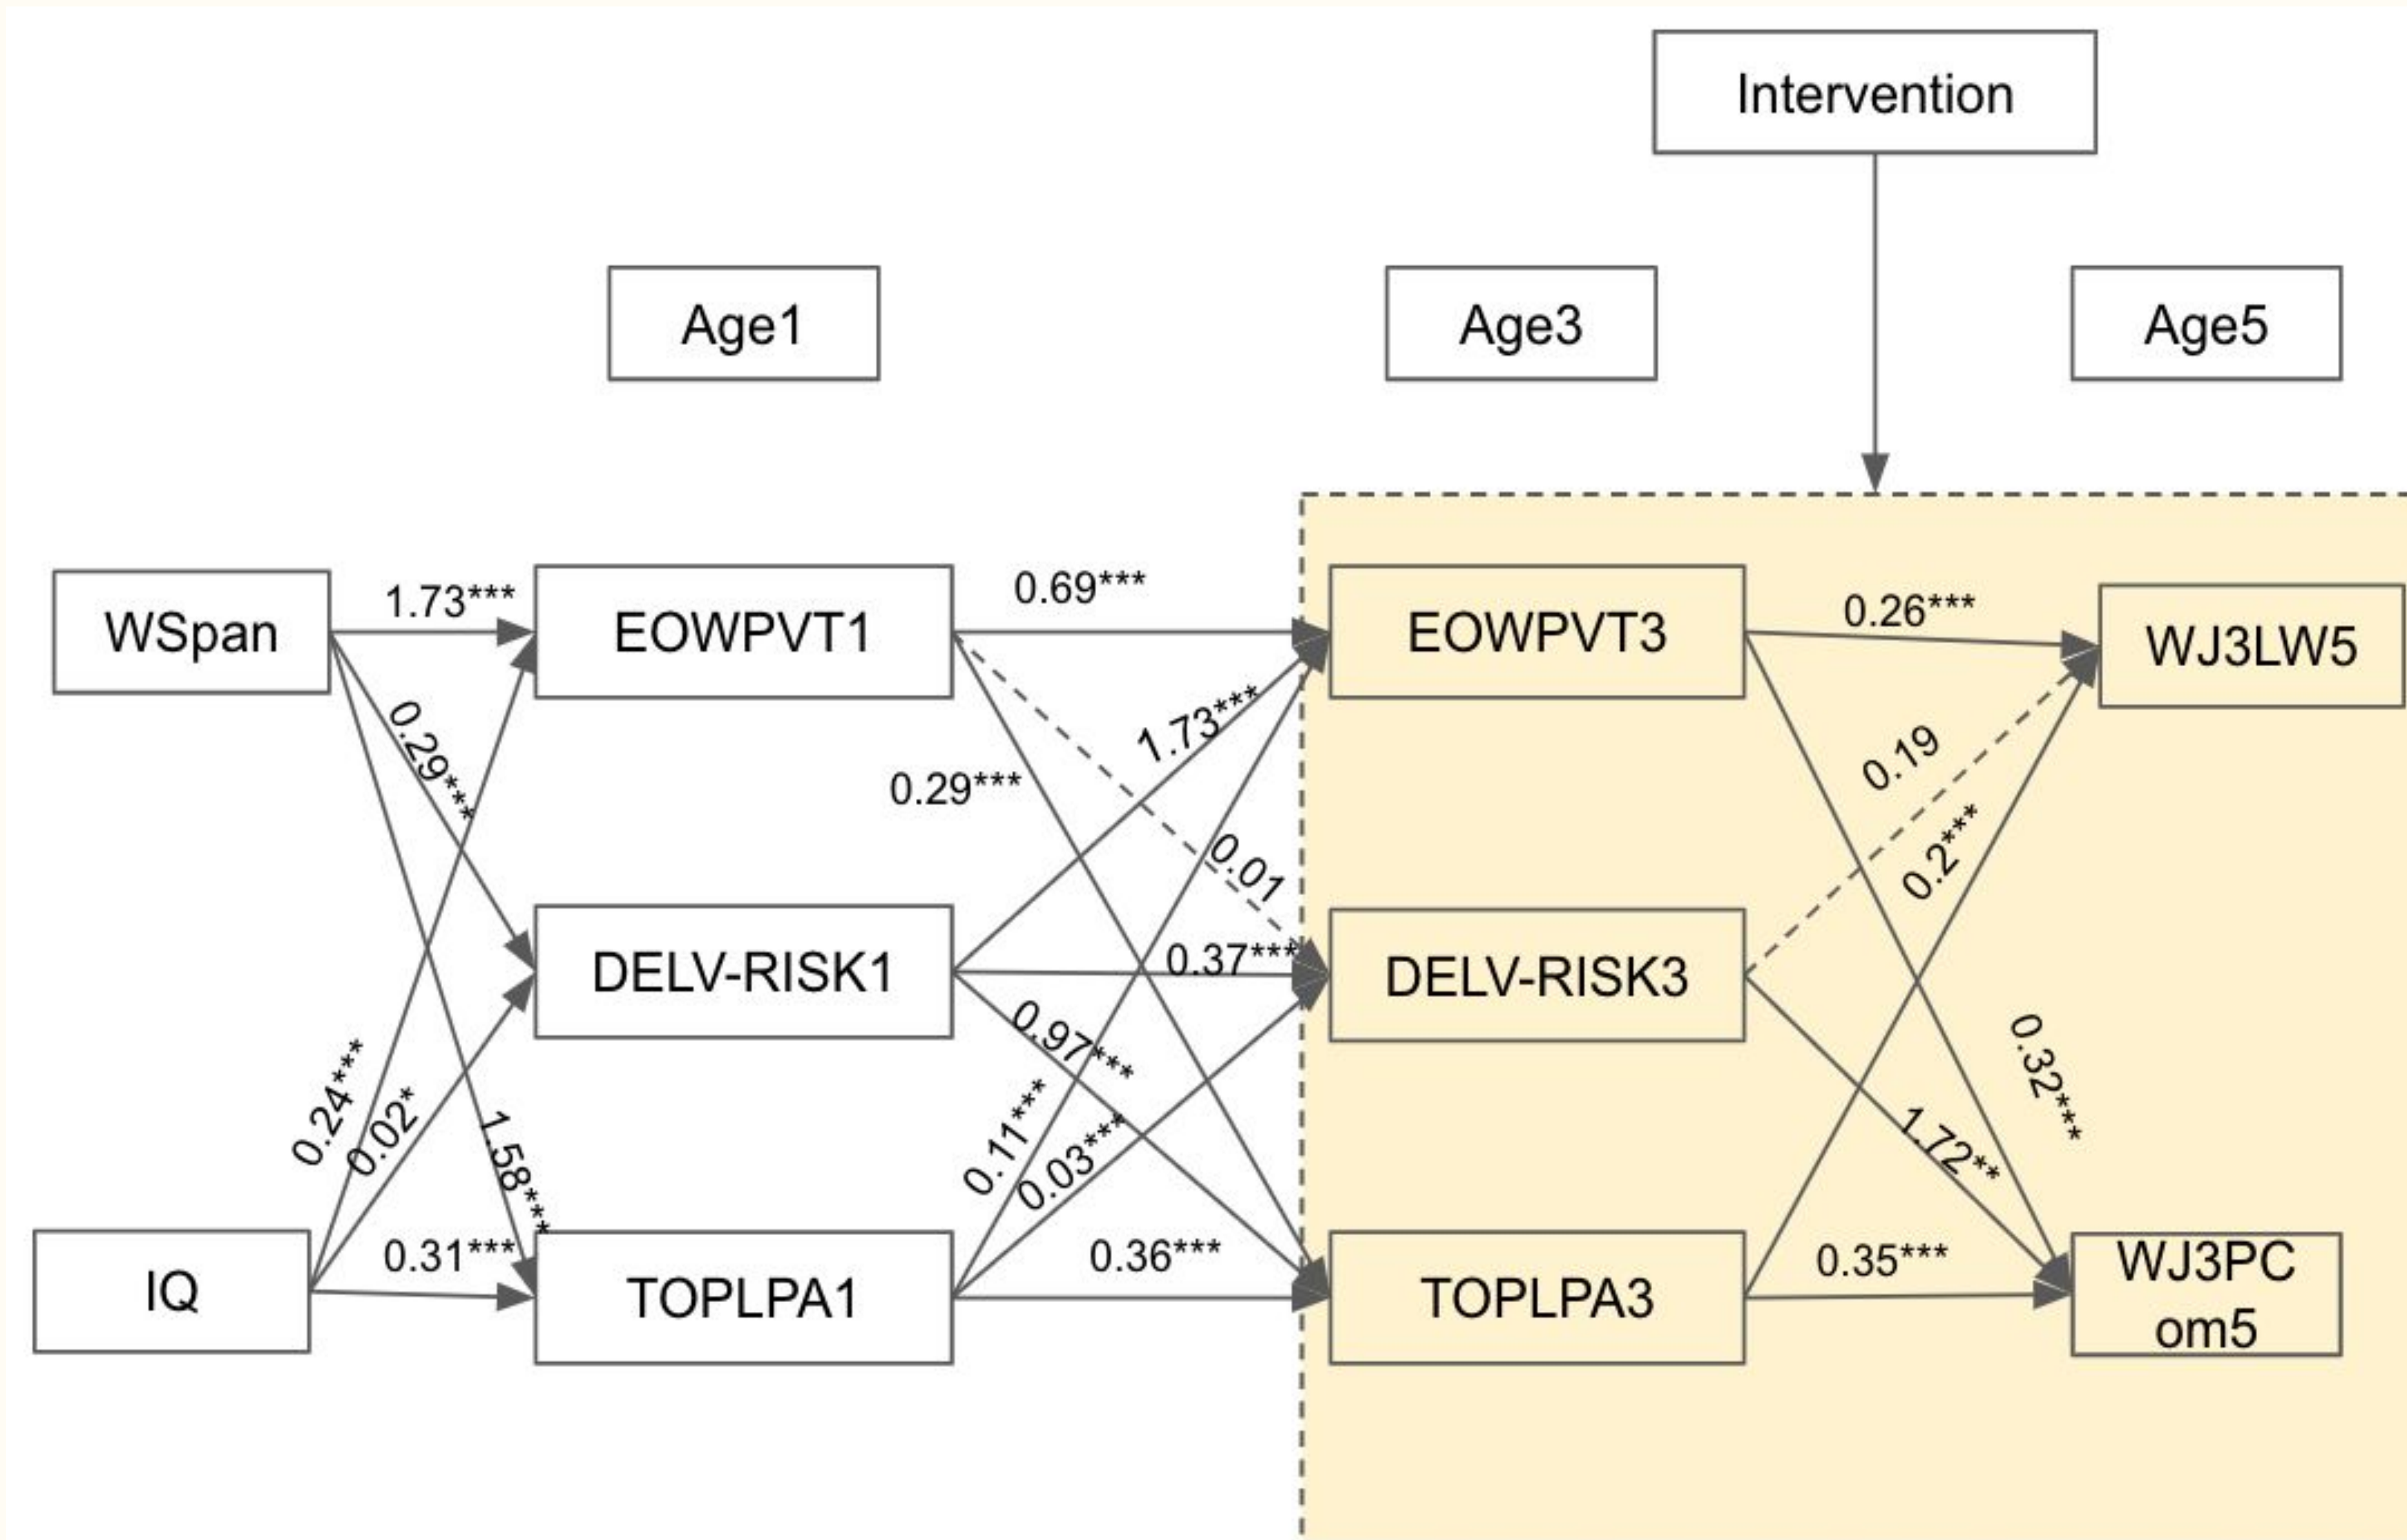 Intervention
Age1
Age3
Age5
WSpan
1.73***
EOWPVT1
0.69***
EOWPVT3
0.26***
WJ3LW5
0.29***
1.73***
0.29***
0.19
0.01
0.2***
DELV-RISK1
0.37***
DELV-RISK3
0.97***
0.32***
0.24***
0.02*
1.58***
0.11***
0.03***
1.72**
IQ
0.31***
TOPLPA1
0.36***
TOPLPA3
0.35***
WJ3PC
om5